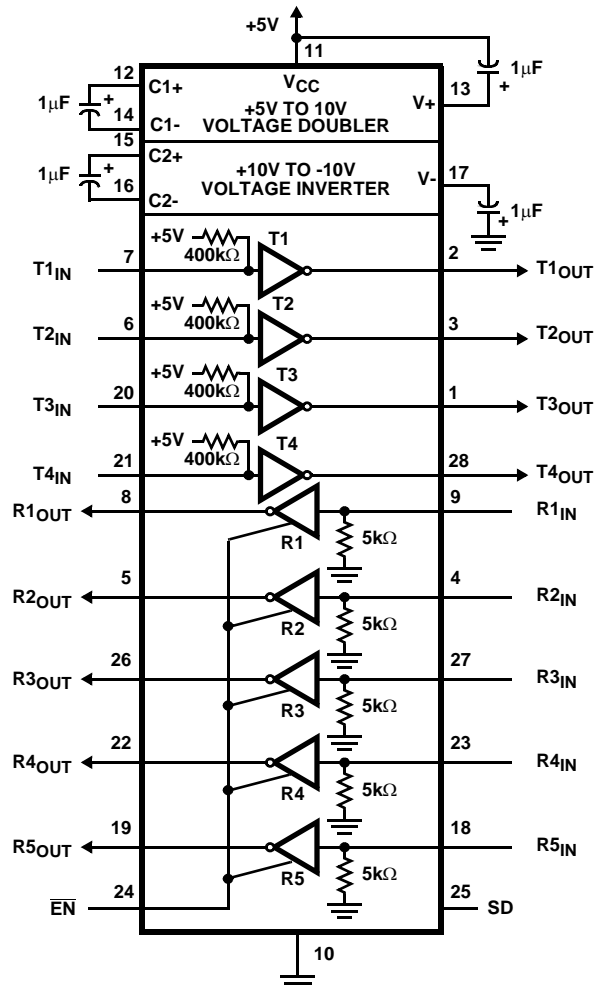 +5V
11
12
VCC
13
1µF
C1+
1µF
+
+5V TO 10V
VOLTAGE DOUBLER
V+
+
14
C1-
15
C2+
+10V TO -10V
VOLTAGE INVERTER
V-
17
1µF
+
16
C2-
+
1µF
+5V
T1
T1IN
7
400kΩ
2
T1OUT
+5V
T2
T2IN
6
400kΩ
3
T2OUT
+5V
T3
T3IN
20
400kΩ
1
T3OUT
+5V
T4
T4IN
21
400kΩ
28
T4OUT
R1OUT
8
9
R1IN
R1
5kΩ
R2OUT
5
4
R2IN
R2
5kΩ
R3OUT
26
27
R3IN
R3
5kΩ
R4OUT
22
23
R4IN
R4
5kΩ
R5OUT
19
18
R5IN
R5
5kΩ
EN
24
25
SD
10